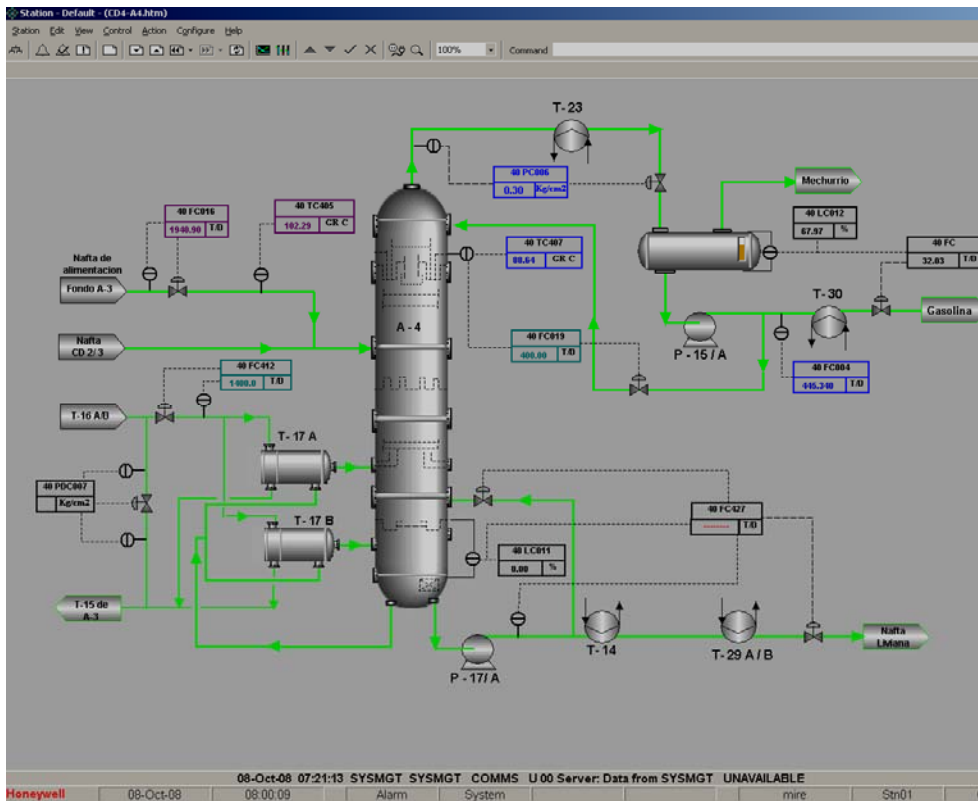 Station - Default - (CD4-A4.htm)
Station Edit View Control Action Configure Help
100% Command
T-23
40 PC006
0.30 Kg/cm2
Mechurrio
40 FC016
1940.90 T/D
40 TC405
102.29 GR C
40 LC012
67.97 %
40 TC407
88.64 GR C
40 FC
32.03 T/D
Nafta de
alimentacion
Fondo A-3
T-30
Gasolina
A - 4
P - 15 / A
Nafta
CD 2/ 3
40 FC019
400.00 T/D
40 FC412
1400.0 T/D
40 FC004
T/D
T-16 A/B
T- 17 A
40 PDC007
Kg/cm2
T- 17 B
40 FC427
-------- T/D
40 LC011
0.00 %
T-15 de
A-3
T- 14
T- 29 A / B
Nafta
Liviana
P - 17/ A
08-Oct-08 07:21:13 SYSMGT SYSMGT COMMS U 00 Server: Data from SYSMGT UNAVAILABLE
Honeywell 08-Oct-08 08:00:09 Alarm System mire Stn01